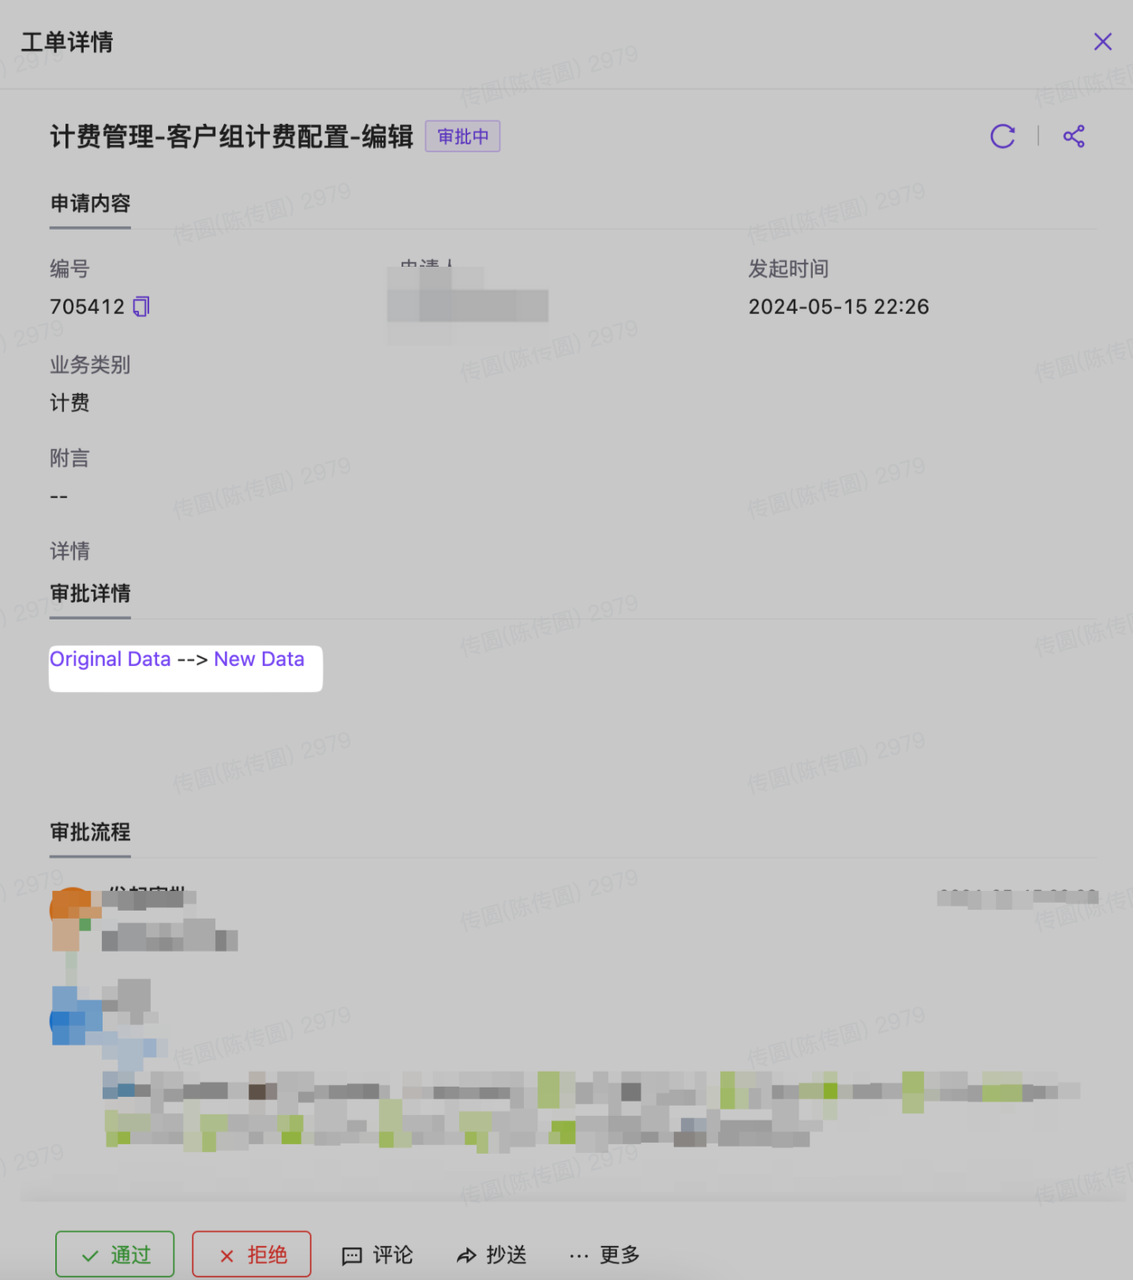 工单详情
计费管理-客户组计费配置-编辑 审批中
申请内容
编号 申请人 发起时间
705412 2024-05-15 22:26
业务类别
计费
附言
--
详情
审批详情
Original Data --> New Data
审批流程
发起审批
通过 拒绝 评论 抄送 ··· 更多
传圆(陈传圆) 2979